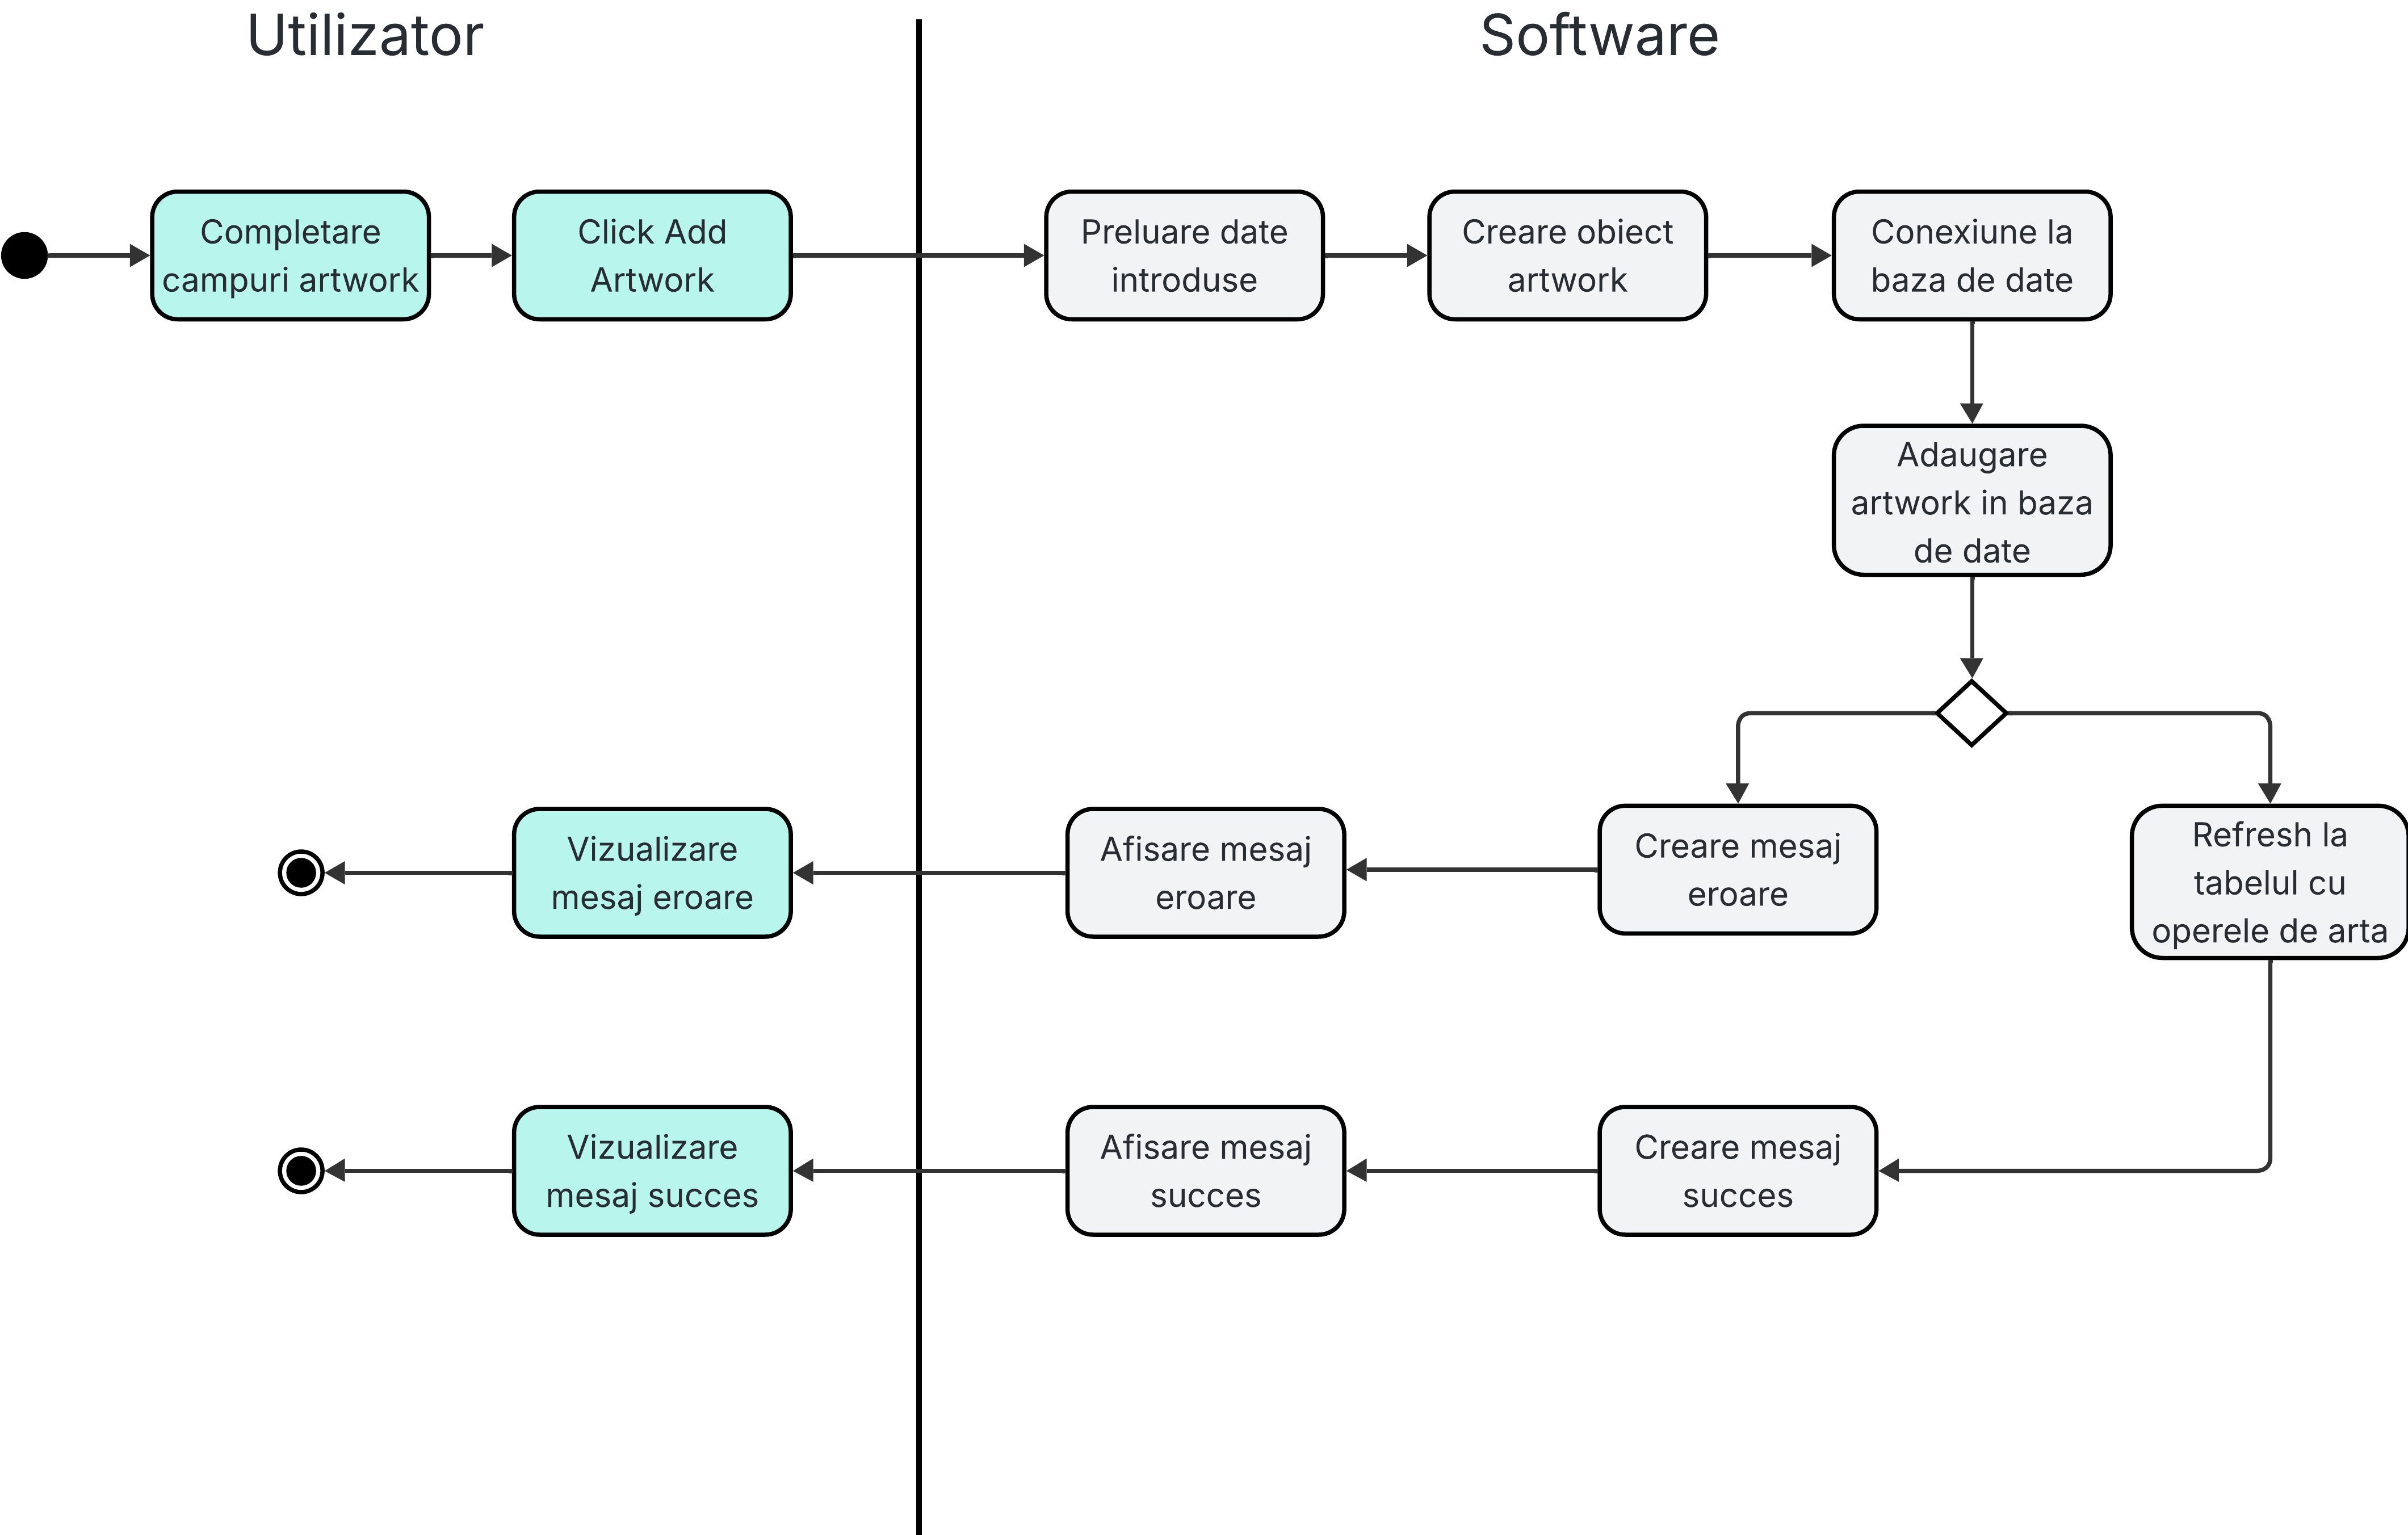 Utilizator
Software
Completare
campuri artwork
Click Add
Artwork
Preluare date
introduse
Creare obiect
artwork
Conexiune la
baza de date
Adaugare
artwork in baza
de date
Vizualizare
mesaj eroare
Afisare mesaj
eroare
Creare mesaj
eroare
Refresh la
tabelul cu
operele de arta
Vizualizare
mesaj succes
Afisare mesaj
succes
Creare mesaj
succes